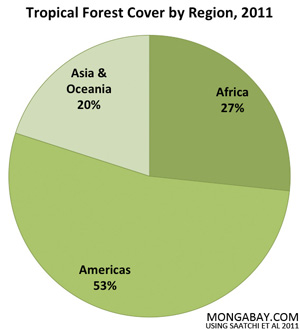 Tropical Forest Cover by Region, 2011
Asia &
Oceania
20%
Africa
27%
Americas
53%
MONGABAY.COM
USING SAATCHI ET AL 2011